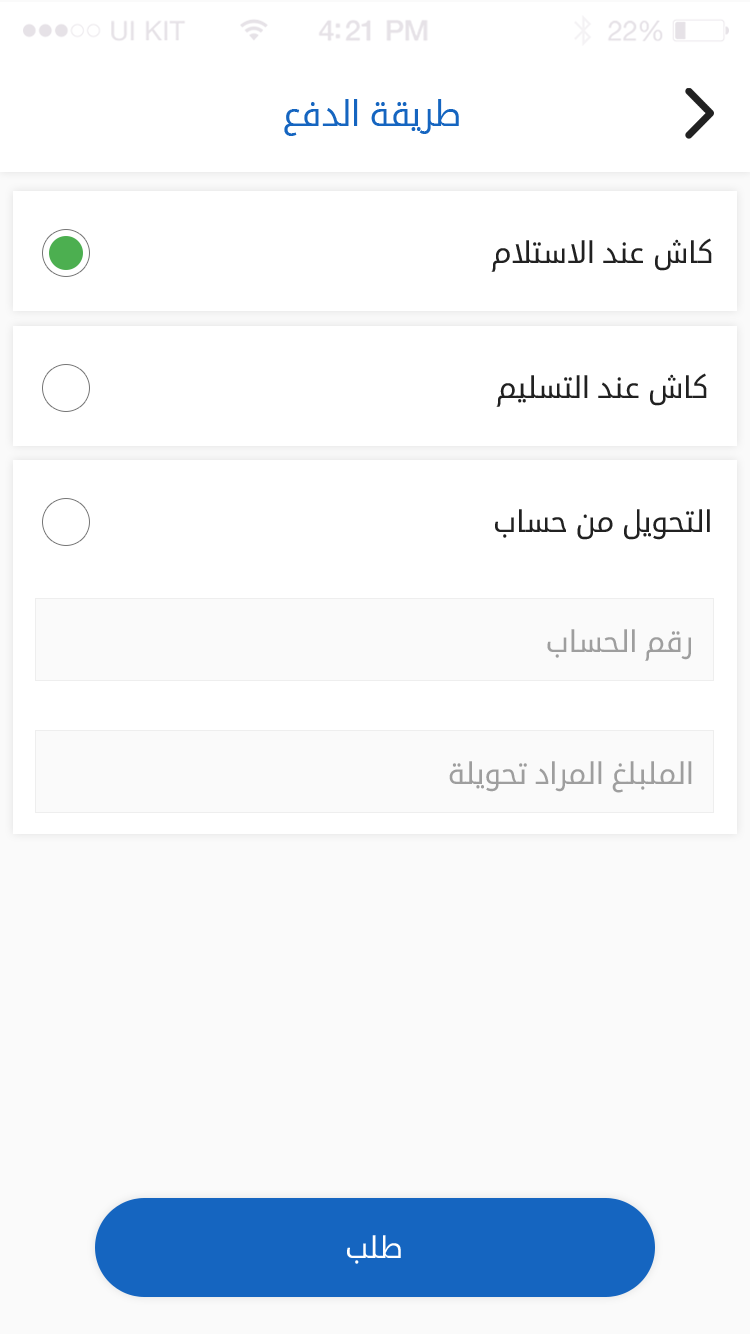 UI KIT 4:21 PM 22%
طريقة الدفع
كاش عند الاستلام
كاش عند التسليم
التحويل من حساب
رقم الحساب
الملبلغ المراد تحويلة
طلب